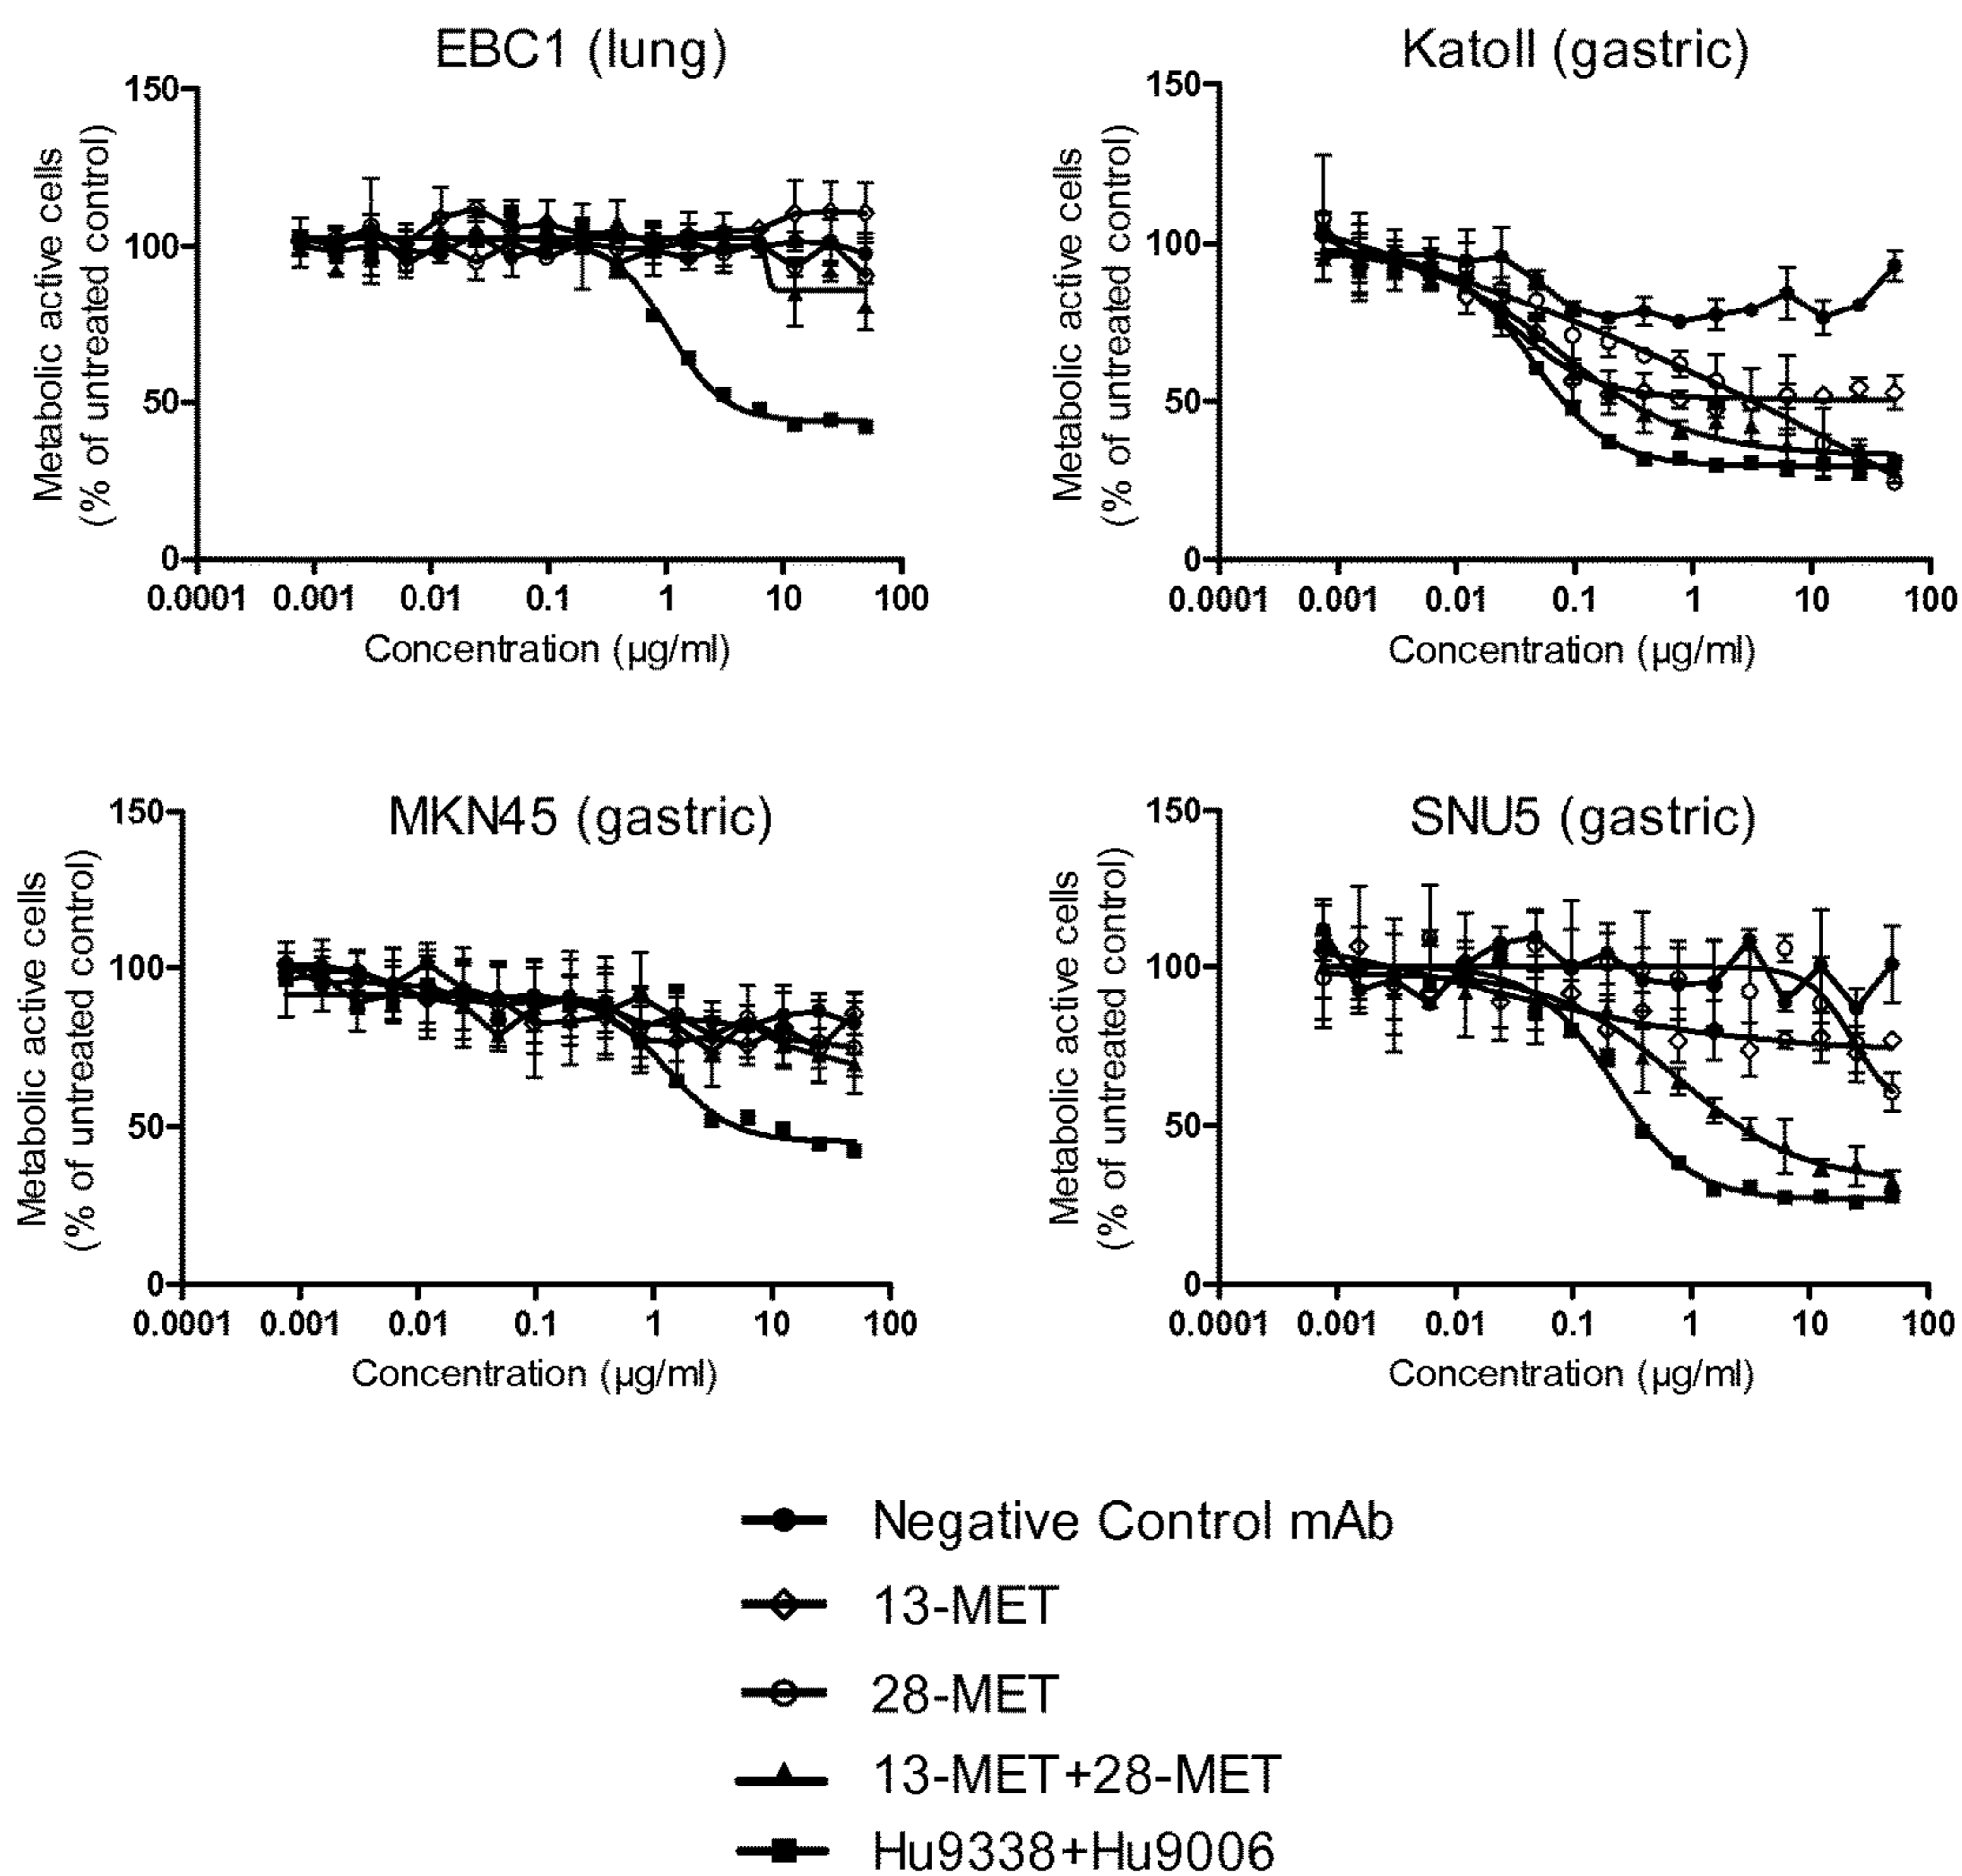 EBC1 (lung)
Metabolic active cells
(% of untreated control)
150
100
50
0
0.0001 0.001 0.01 0.1 1 10 100
Concentration (µg/ml)
KatoII (gastric)
Metabolic active cells
(% of untreated control)
150
100
50
0
0.0001 0.001 0.01 0.1 1 10 100
Concentration (µg/ml)
MKN45 (gastric)
Metabolic active cells
(% of untreated control)
150
100
50
0
0.0001 0.001 0.01 0.1 1 10 100
Concentration (µg/ml)
SNU5 (gastric)
Metabolic active cells
(% of untreated control)
150
100
50
0
0.0001 0.001 0.01 0.1 1 10 100
Concentration (µg/ml)
Negative Control mAb
13-MET
28-MET
13-MET+28-MET
Hu9338+Hu9006